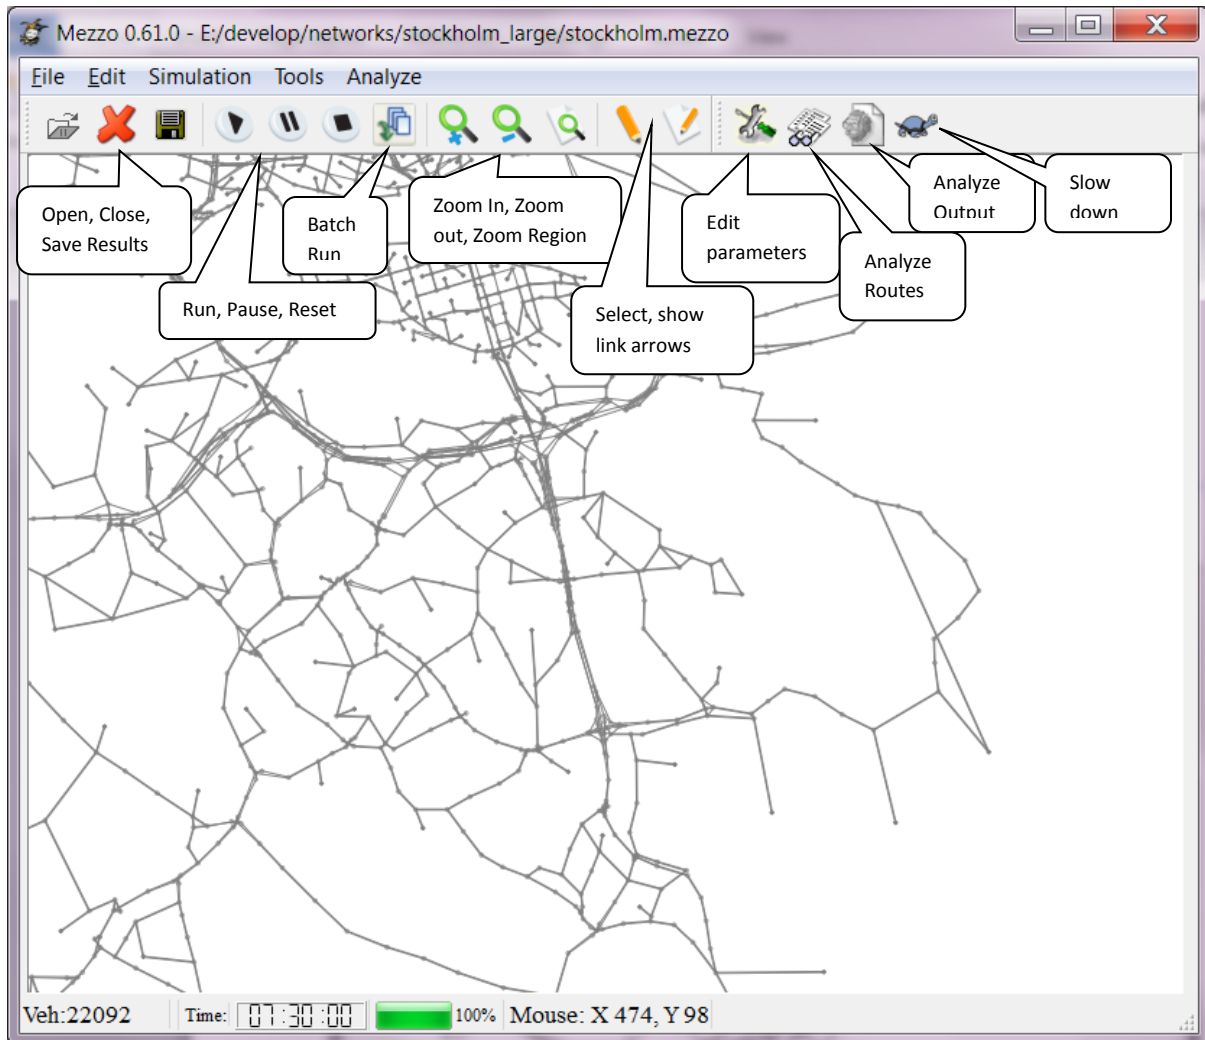 Mezzo 0.61.0 - E:/develop/networks/stockholm_large/stockholm.mezzo
File Edit Simulation Tools Analyze
Open, Close,
Save Results
Run, Pause, Reset
Batch
Run
Zoom In, Zoom
out, Zoom Region
Select, show
link arrows
Edit
parameters
Analyze
Routes
Analyze
Output
Slow
down
Veh:22092 Time: 07:30:00 100% Mouse: X 474, Y 98